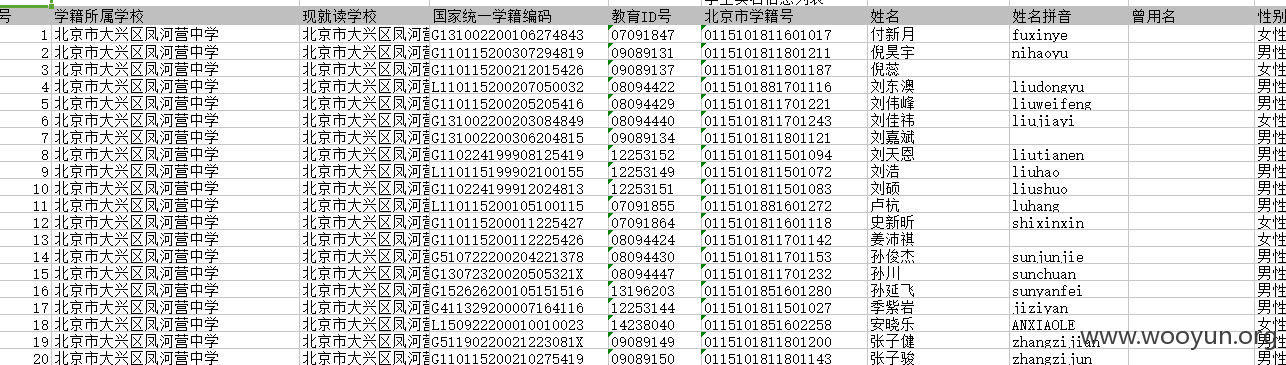 号 学籍所属学校 现就读学校 国家统一学籍编码 教育ID号 北京市学籍号 姓名 姓名拼音 曾用名 性别
1 北京市大兴区凤河营中学 北京市大兴区凤河营 G131002200106274843 07091847 0115101811601017 付新月 fuxinye 女性
2 北京市大兴区凤河营中学 北京市大兴区凤河营 G110115200307294819 09089131 0115101811801211 倪昊宇 nihaoyu 男性
3 北京市大兴区凤河营中学 北京市大兴区凤河营 G110115200212015426 09089137 0115101811801187 倪蕊 女性
4 北京市大兴区凤河营中学 北京市大兴区凤河营 L110115200207050032 08094422 0115101881701116 刘东澳 liudongyu 男性
5 北京市大兴区凤河营中学 北京市大兴区凤河营 G110115200205205416 08094429 0115101811701221 刘伟峰 liuweifeng 男性
6 北京市大兴区凤河营中学 北京市大兴区凤河营 G131002200203084849 08094440 0115101811701243 刘佳祎 liujiayi 女性
7 北京市大兴区凤河营中学 北京市大兴区凤河营 G131002200306204815 09089134 0115101811801121 刘嘉斌 男性
8 北京市大兴区凤河营中学 北京市大兴区凤河营 G110224199908125419 12253152 0115101811501094 刘天恩 liutianen 男性
9 北京市大兴区凤河营中学 北京市大兴区凤河营 L110115199902100155 12253149 0115101811501072 刘浩 liuhao 男性
10 北京市大兴区凤河营中学 北京市大兴区凤河营 G110224199912024813 12253151 0115101811501083 刘硕 liushuo 男性
11 北京市大兴区凤河营中学 北京市大兴区凤河营 L110115200105100115 07091855 0115101881601272 卢杭 luhang 男性
12 北京市大兴区凤河营中学 北京市大兴区凤河营 G110115200011225427 07091864 0115101811601118 史新昕 shixinxin 女性
13 北京市大兴区凤河营中学 北京市大兴区凤河营 L110115200112225426 08094424 0115101811701142 姜沛祺 女性
14 北京市大兴区凤河营中学 北京市大兴区凤河营 G510722200204221378 08094430 0115101811701153 孙俊杰 sunjunjie 男性
15 北京市大兴区凤河营中学 北京市大兴区凤河营 G13072320020505321X 08094447 0115101811701232 孙川 sunchuan 男性
16 北京市大兴区凤河营中学 北京市大兴区凤河营 G152626200105151516 13196203 0115101851601280 孙延飞 sunyanfei 男性
17 北京市大兴区凤河营中学 北京市大兴区凤河营 G411329200007164116 12253144 0115101811501027 季紫岩 jiziyan 男性
18 北京市大兴区凤河营中学 北京市大兴区凤河营 L150922200010010023 14238040 0115101851602258 安晓乐 ANXIAOLE 女性
19 北京市大兴区凤河营中学 北京市大兴区凤河营 G51190220021223081X 09089149 0115101811801200 张子健 zhangzijian 男性
20 北京市大兴区凤河营中学 北京市大兴区凤河营 G110115200210275419 09089150 0115101811801143 张子骏 zhangzijun 男性
www.wooyun.org